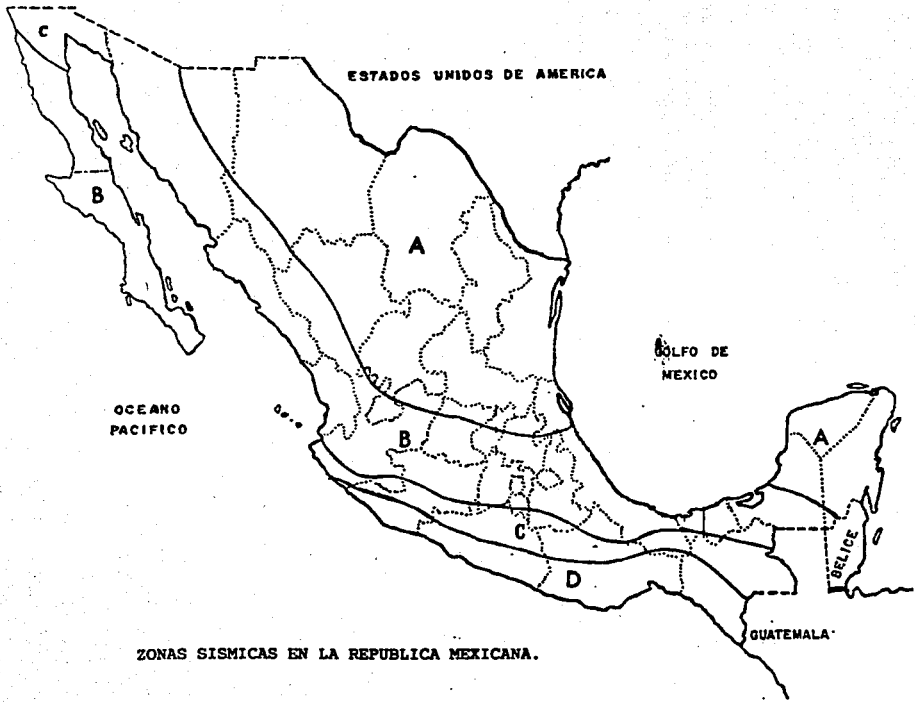 C
ESTADOS UNIDOS DE AMERICA
B
A
GOLFO DE
MEXICO
OCEANO
PACIFICO
B
A
C
BELICE
D
GUATEMALA
ZONAS SISMICAS EN LA REPUBLICA MEXICANA.